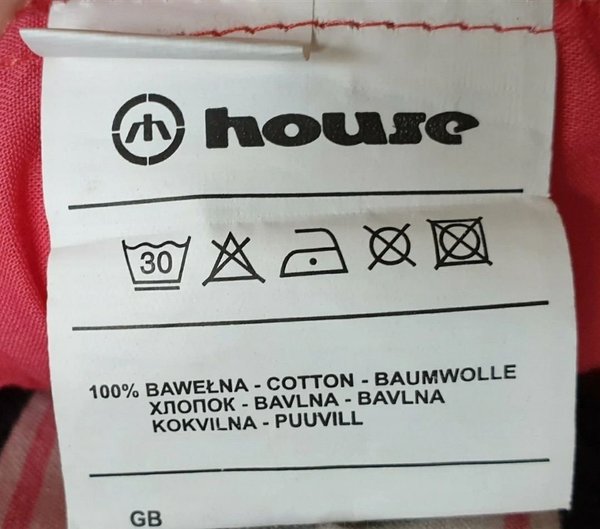 house
30
100% BAWEŁNA - COTTON - BAUMWOLLE
ХЛОПОК - BAVLNA - BAVLNA
KOKVILNA - PUUVILL
GB